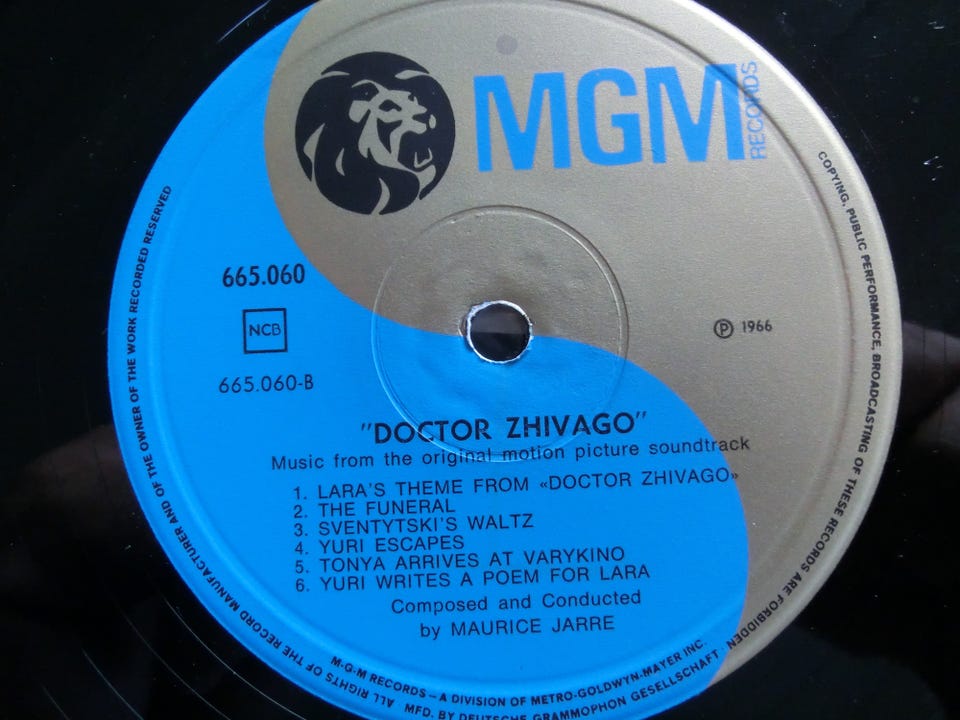 MGM
RECORDS
665.060
NCB
665.060-B
℗ 1966
"DOCTOR ZHIVAGO"
Music from the original motion picture soundtrack
1. LARA'S THEME FROM «DOCTOR ZHIVAGO»
2. THE FUNERAL
3. SVENTYTSKI'S WALTZ
4. YURI ESCAPES
5. TONYA ARRIVES AT VARYKINO
6. YURI WRITES A POEM FOR LARA
Composed and Conducted
by MAURICE JARRE
M-G-M RECORDS – A DIVISION OF METRO-GOLDWYN-MAYER INC.
MFD. BY DEUTSCHE GRAMMOPHON GESELLSCHAFT · ALL RIGHTS OF THE RECORD MANUFACTURER AND OF THE OWNER OF THE WORK RECORDED RESERVED
COPYING, PUBLIC PERFORMANCE, BROADCASTING OF THESE RECORDS ARE FORBIDDEN